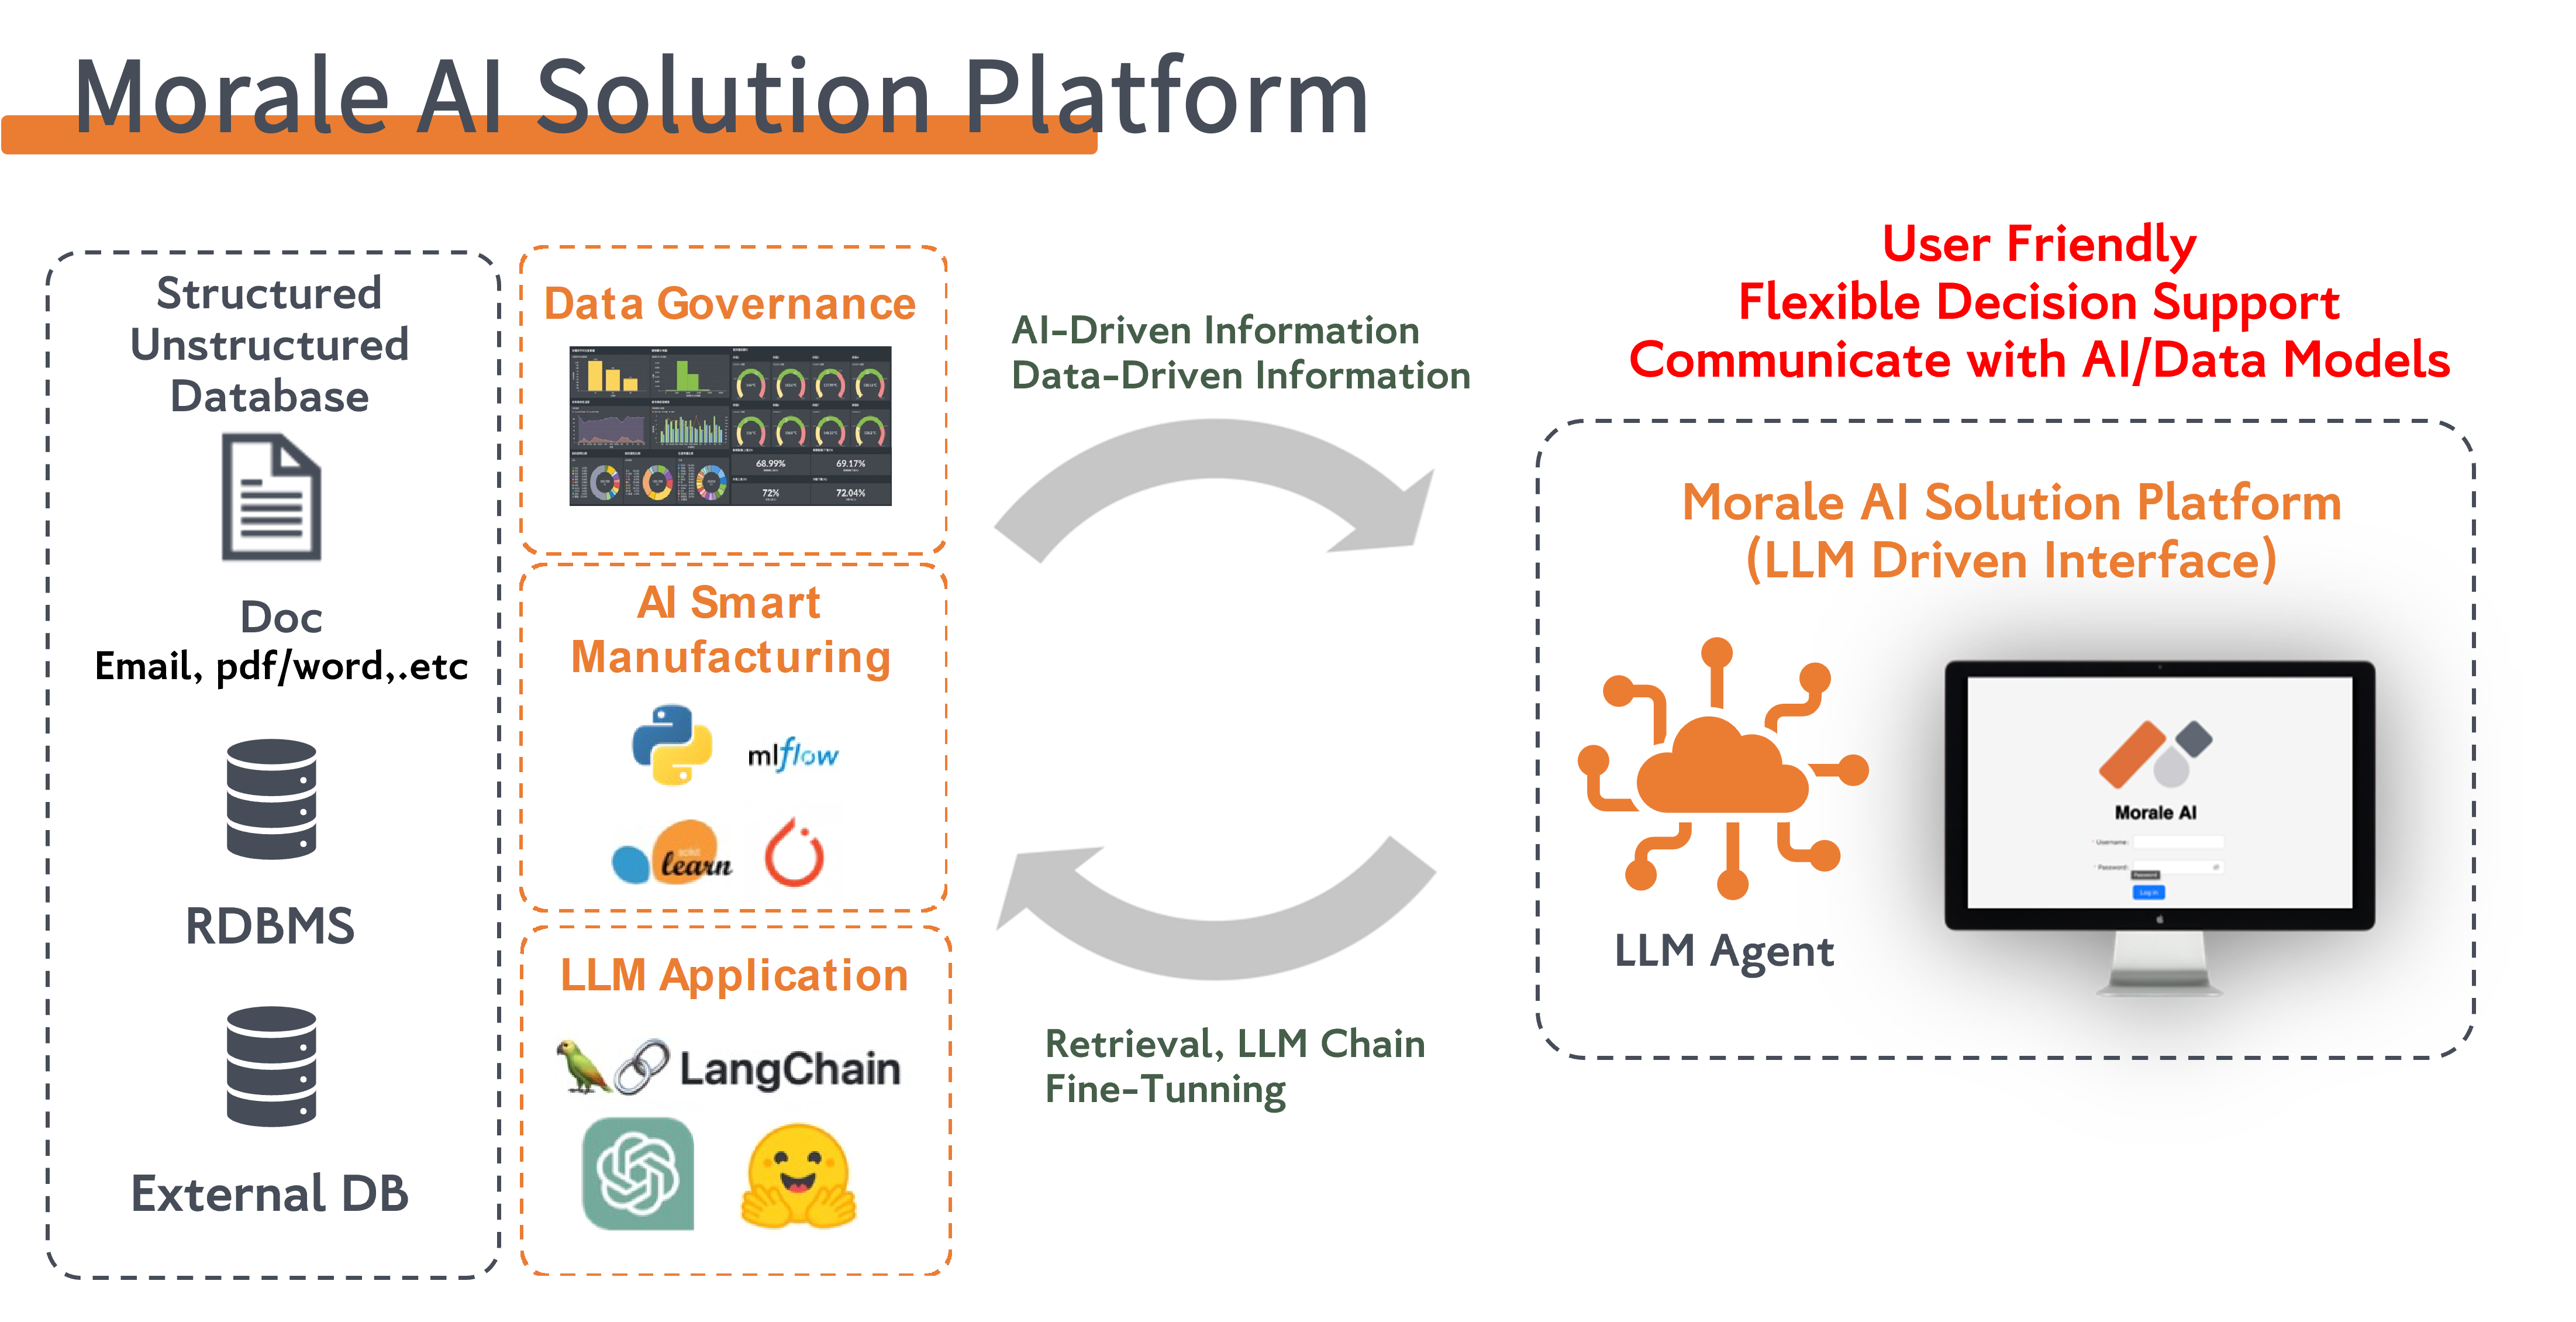 Morale AI Solution Platform
Structured
Unstructured
Database
Doc
Email, pdf/word,.etc
RDBMS
External DB
Data Governance
68.99%
69.17%
72%
72.04%
AI Smart
Manufacturing
mlflow
scikit
learn
LLM Application
LangChain
AI-Driven Information
Data-Driven Information
Retrieval, LLM Chain
Fine-Tunning
User Friendly
Flexible Decision Support
Communicate with AI/Data Models
Morale AI Solution Platform
(LLM Driven Interface)
LLM Agent
Morale AI
* Username:
* Password:
Password
Log in